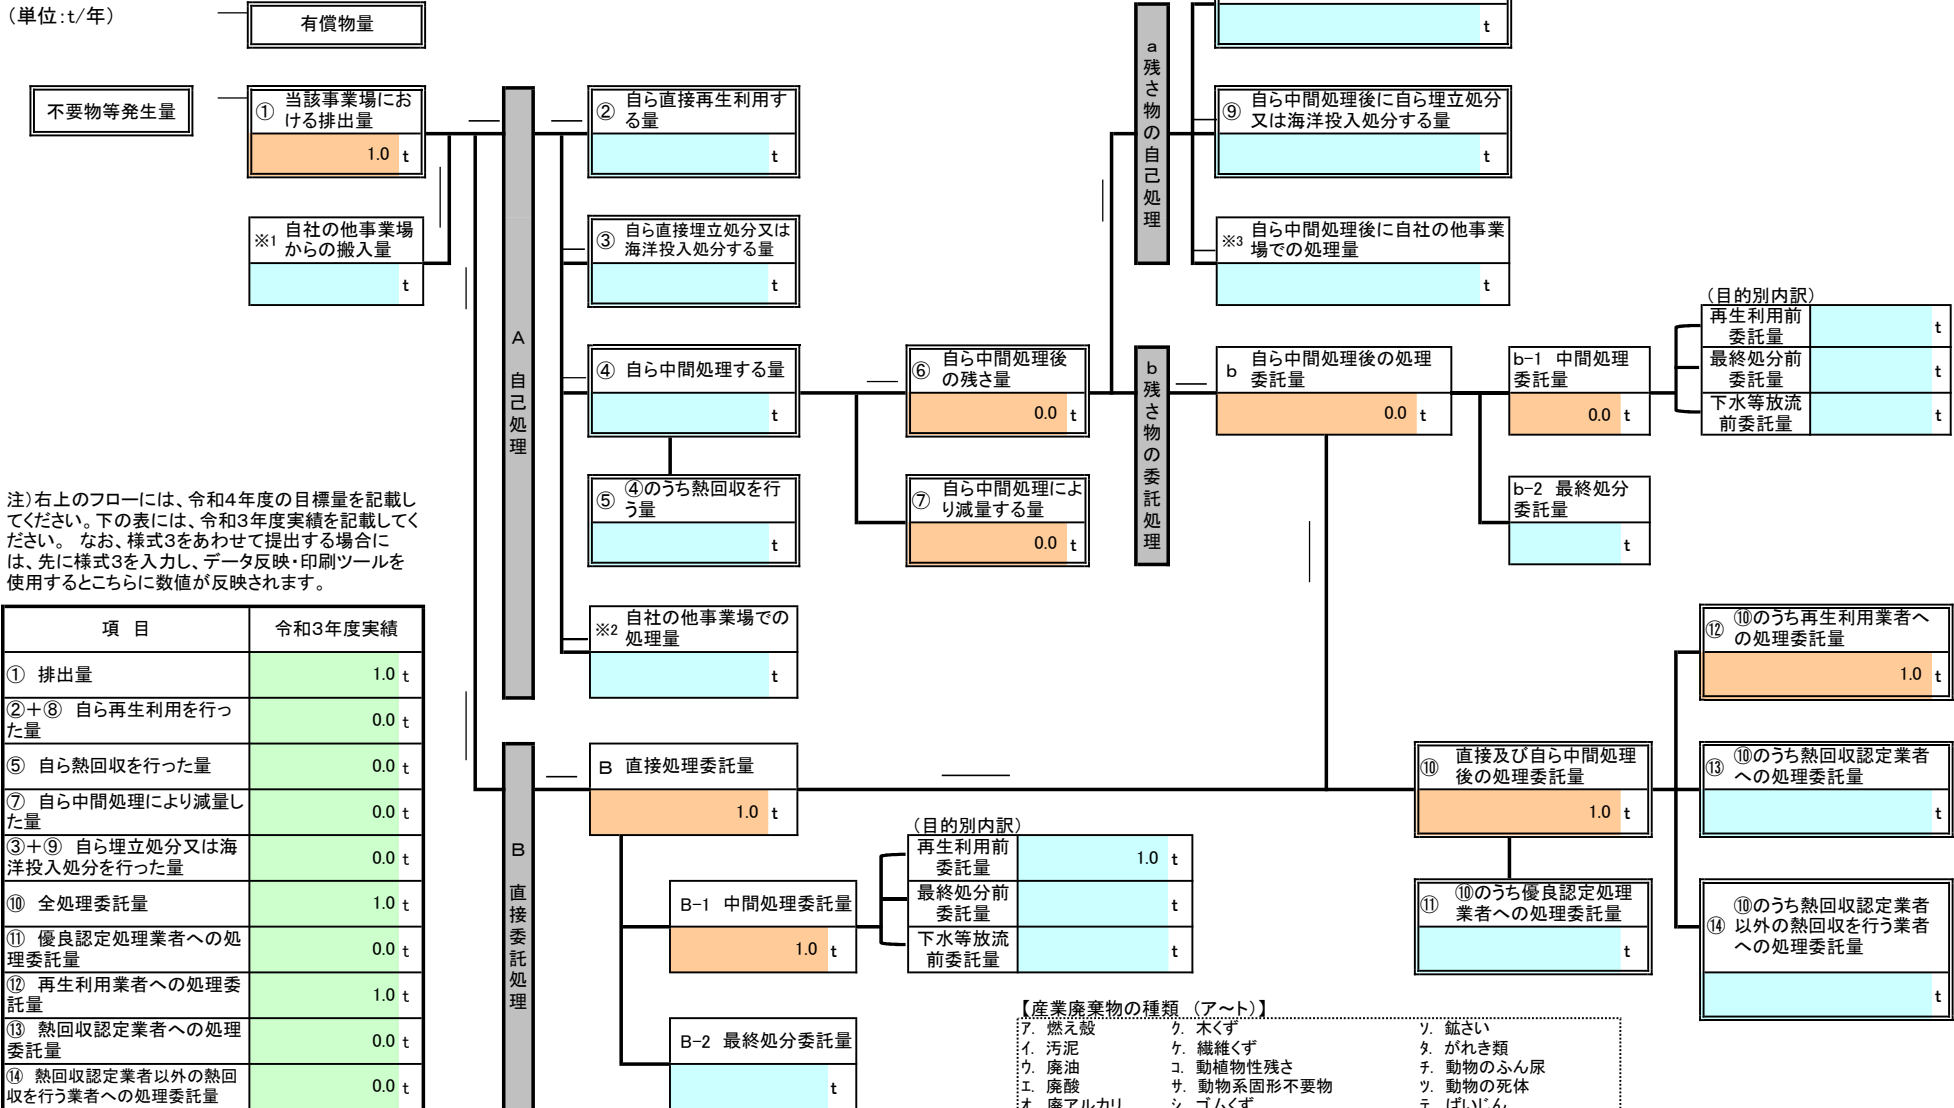 (単位:t/年)
有償物量
t
不要物等発生量
① 当該事業場にお
ける排出量
1.0 t
※1 自社の他事業場
からの搬入量
t
A 自己処理
② 自ら直接再生利用す
る量
t
③ 自ら直接埋立処分又は
海洋投入処分する量
t
④ 自ら中間処理する量
t
⑤ ④のうち熱回収を行
う量
t
※2 自社の他事業場での
処理量
t
⑥ 自ら中間処理後
の残さ量
0.0 t
⑦ 自ら中間処理によ
り減量する量
0.0 t
a 残さ物の自己処理
⑨ 自ら中間処理後に自ら埋立処分
又は海洋投入処分する量
t
※3 自ら中間処理後に自社の他事業
場での処理量
t
b 残さ物の委託処理
b 自ら中間処理後の処理
委託量
0.0 t
b-1 中間処理
委託量
0.0 t
(目的別内訳)
再生利用前
委託量
t
最終処分前
委託量
t
下水等放流
前委託量
t
b-2 最終処分
委託量
t
注)右上のフローには、令和4年度の目標量を記載し
てください。下の表には、令和3年度実績を記載してく
ださい。 なお、様式3をあわせて提出する場合に
は、先に様式3を入力し、データ反映・印刷ツールを
使用するとこちらに数値が反映されます。
項 目 令和3年度実績
① 排出量 1.0 t
②+⑧ 自ら再生利用を行っ
た量 0.0 t
⑤ 自ら熱回収を行った量 0.0 t
⑦ 自ら中間処理により減量し
た量 0.0 t
③+⑨ 自ら埋立処分又は海
洋投入処分を行った量 0.0 t
⑩ 全処理委託量 1.0 t
⑪ 優良認定処理業者への処
理委託量 0.0 t
⑫ 再生利用業者への処理委
託量 1.0 t
⑬ 熱回収認定業者への処理
委託量 0.0 t
⑭ 熱回収認定業者以外の熱回
収を行う業者への処理委託量 0.0 t
B 直接委託処理
B 直接処理委託量
1.0 t
B-1 中間処理委託量
1.0 t
(目的別内訳)
再生利用前
委託量
1.0 t
最終処分前
委託量
t
下水等放流
前委託量
t
B-2 最終処分委託量
t
⑩ 直接及び自ら中間処理
後の処理委託量
1.0 t
⑪ ⑩のうち優良認定処理
業者への処理委託量
t
⑫ ⑩のうち再生利用業者へ
の処理委託量
1.0 t
⑬ ⑩のうち熱回収認定業者
への処理委託量
t
⑭ ⑩のうち熱回収認定業者
以外の熱回収を行う業者
への処理委託量
t
【産業廃棄物の種類 (ア~ト)】
ア. 燃え殻 ク. 木くず ソ. 鉱さい
イ. 汚泥 ケ. 繊維くず タ. がれき類
ウ. 廃油 コ. 動植物性残さ チ. 動物のふん尿
エ. 廃酸 サ. 動物系固形不要物 ツ. 動物の死体
オ. 廃アルカリ シ. ゴムくず テ. ばいじん